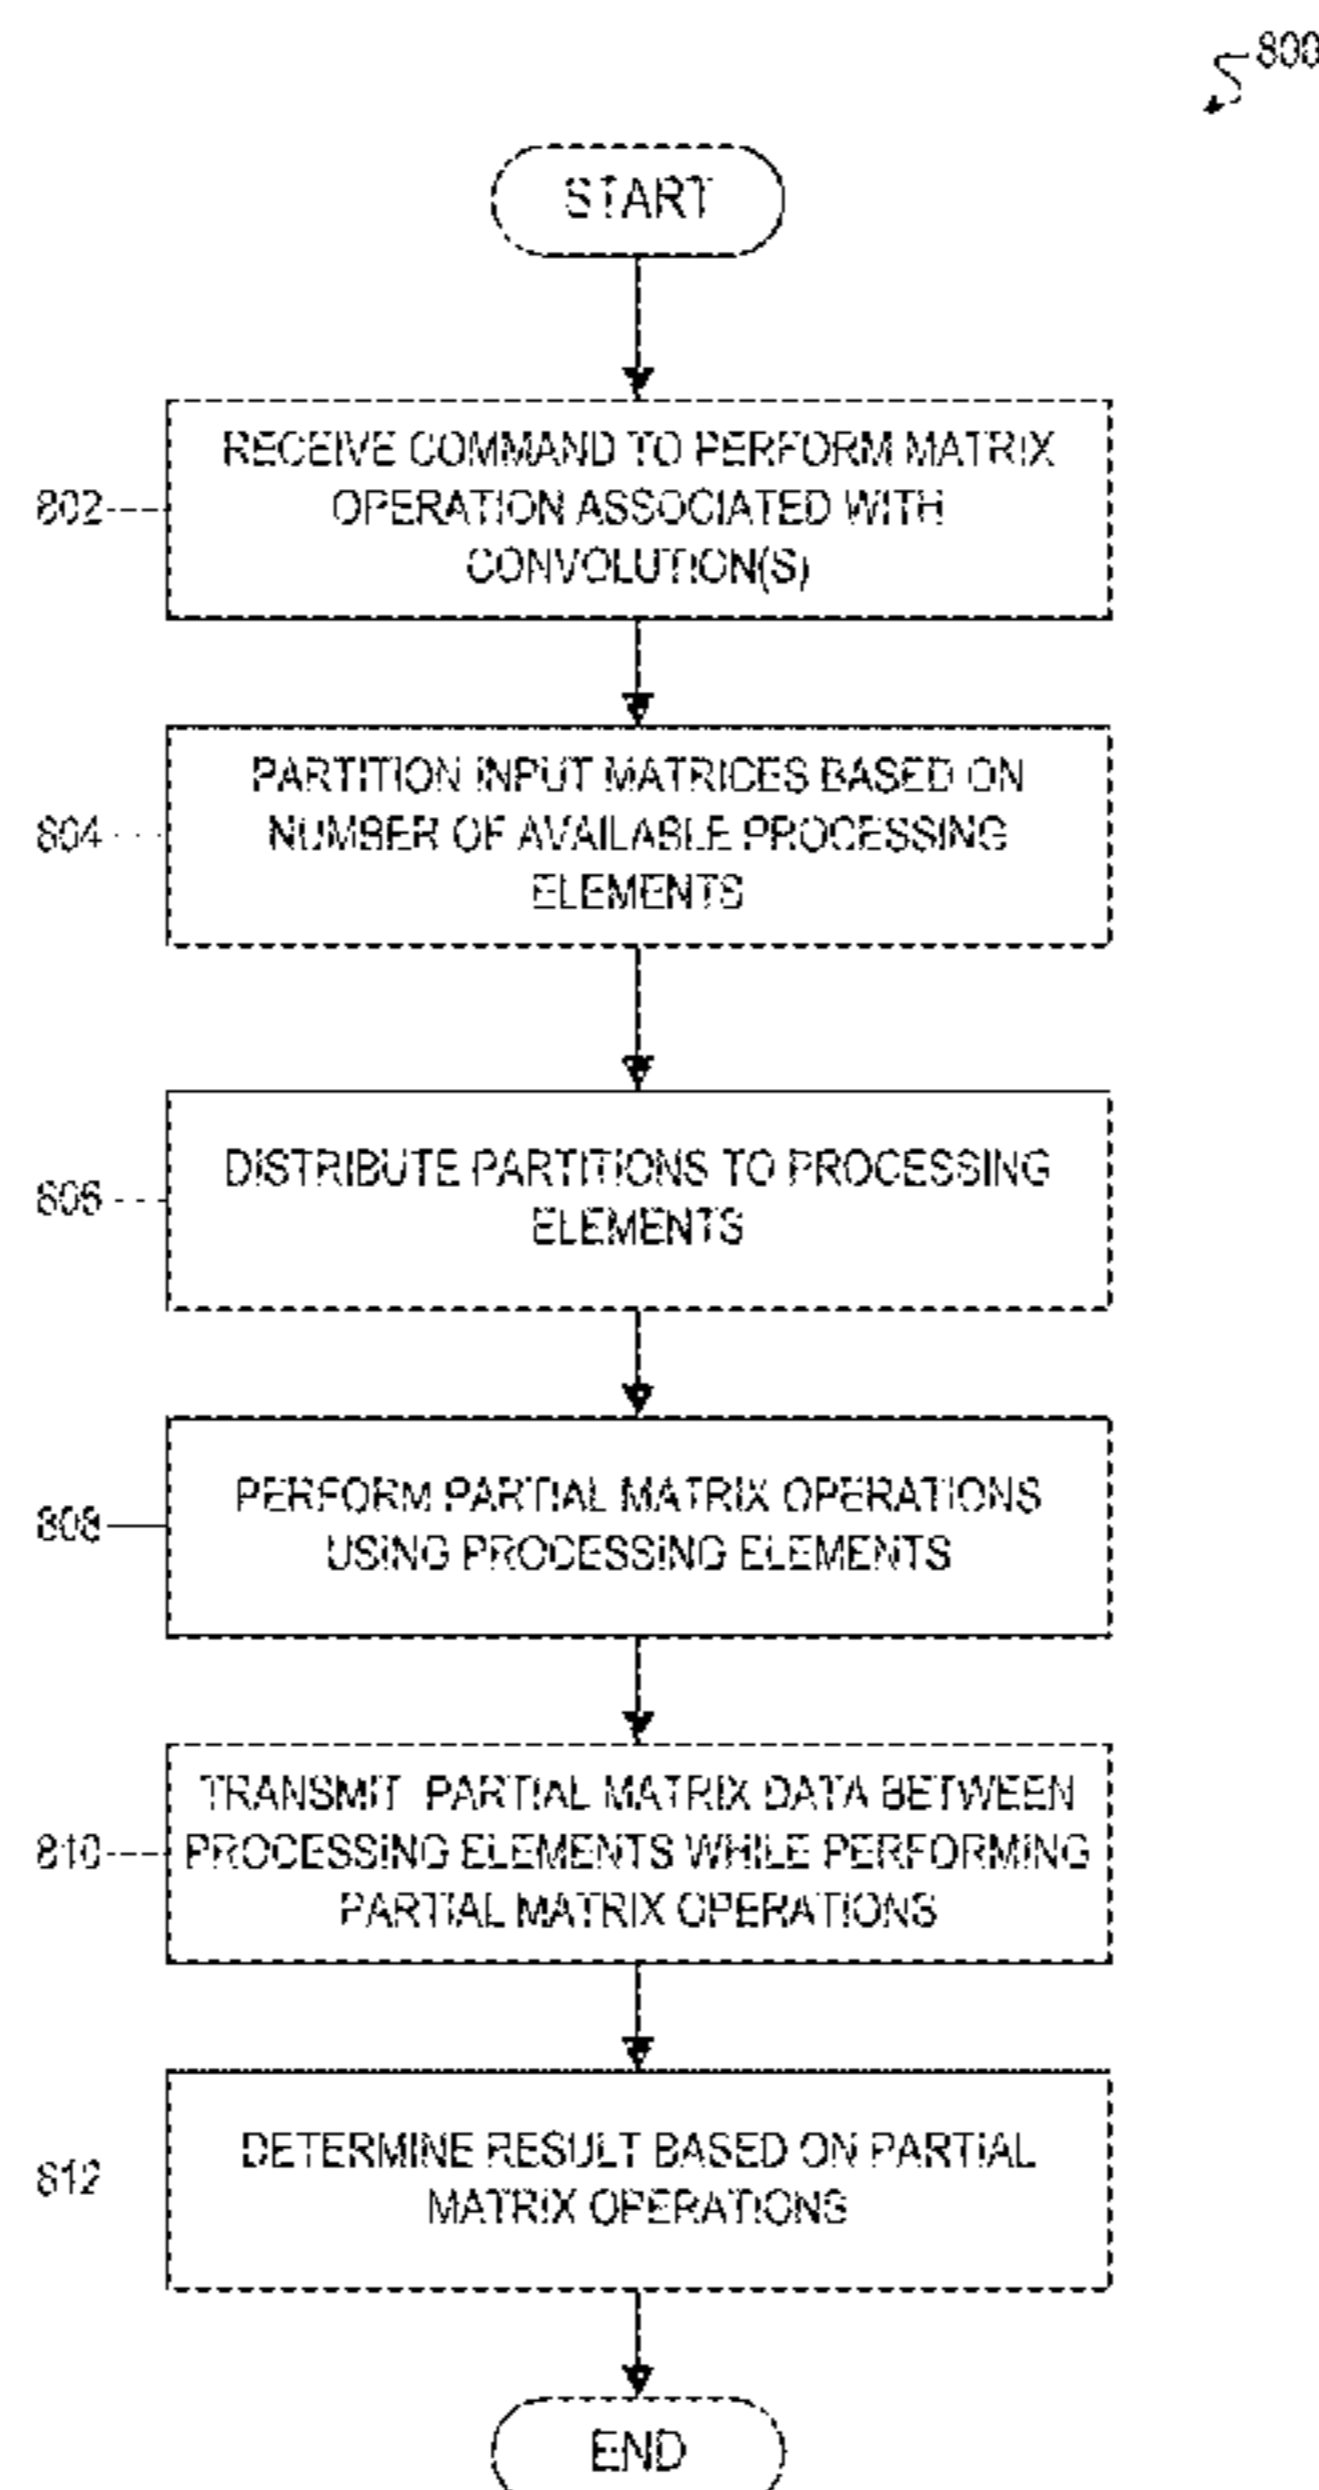 800
START
RECEIVE COMMAND TO PERFORM MATRIX
OPERATION ASSOCIATED WITH
CONVOLUTION(S)
802
PARTITION INPUT MATRICES BASED ON
NUMBER OF AVAILABLE PROCESSING
ELEMENTS
804
DISTRIBUTE PARTITIONS TO PROCESSING
ELEMENTS
806
PERFORM PARTIAL MATRIX OPERATIONS
USING PROCESSING ELEMENTS
808
TRANSMIT PARTIAL MATRIX DATA BETWEEN
PROCESSING ELEMENTS WHILE PERFORMING
PARTIAL MATRIX OPERATIONS
810
DETERMINE RESULT BASED ON PARTIAL
MATRIX OPERATIONS
812
END